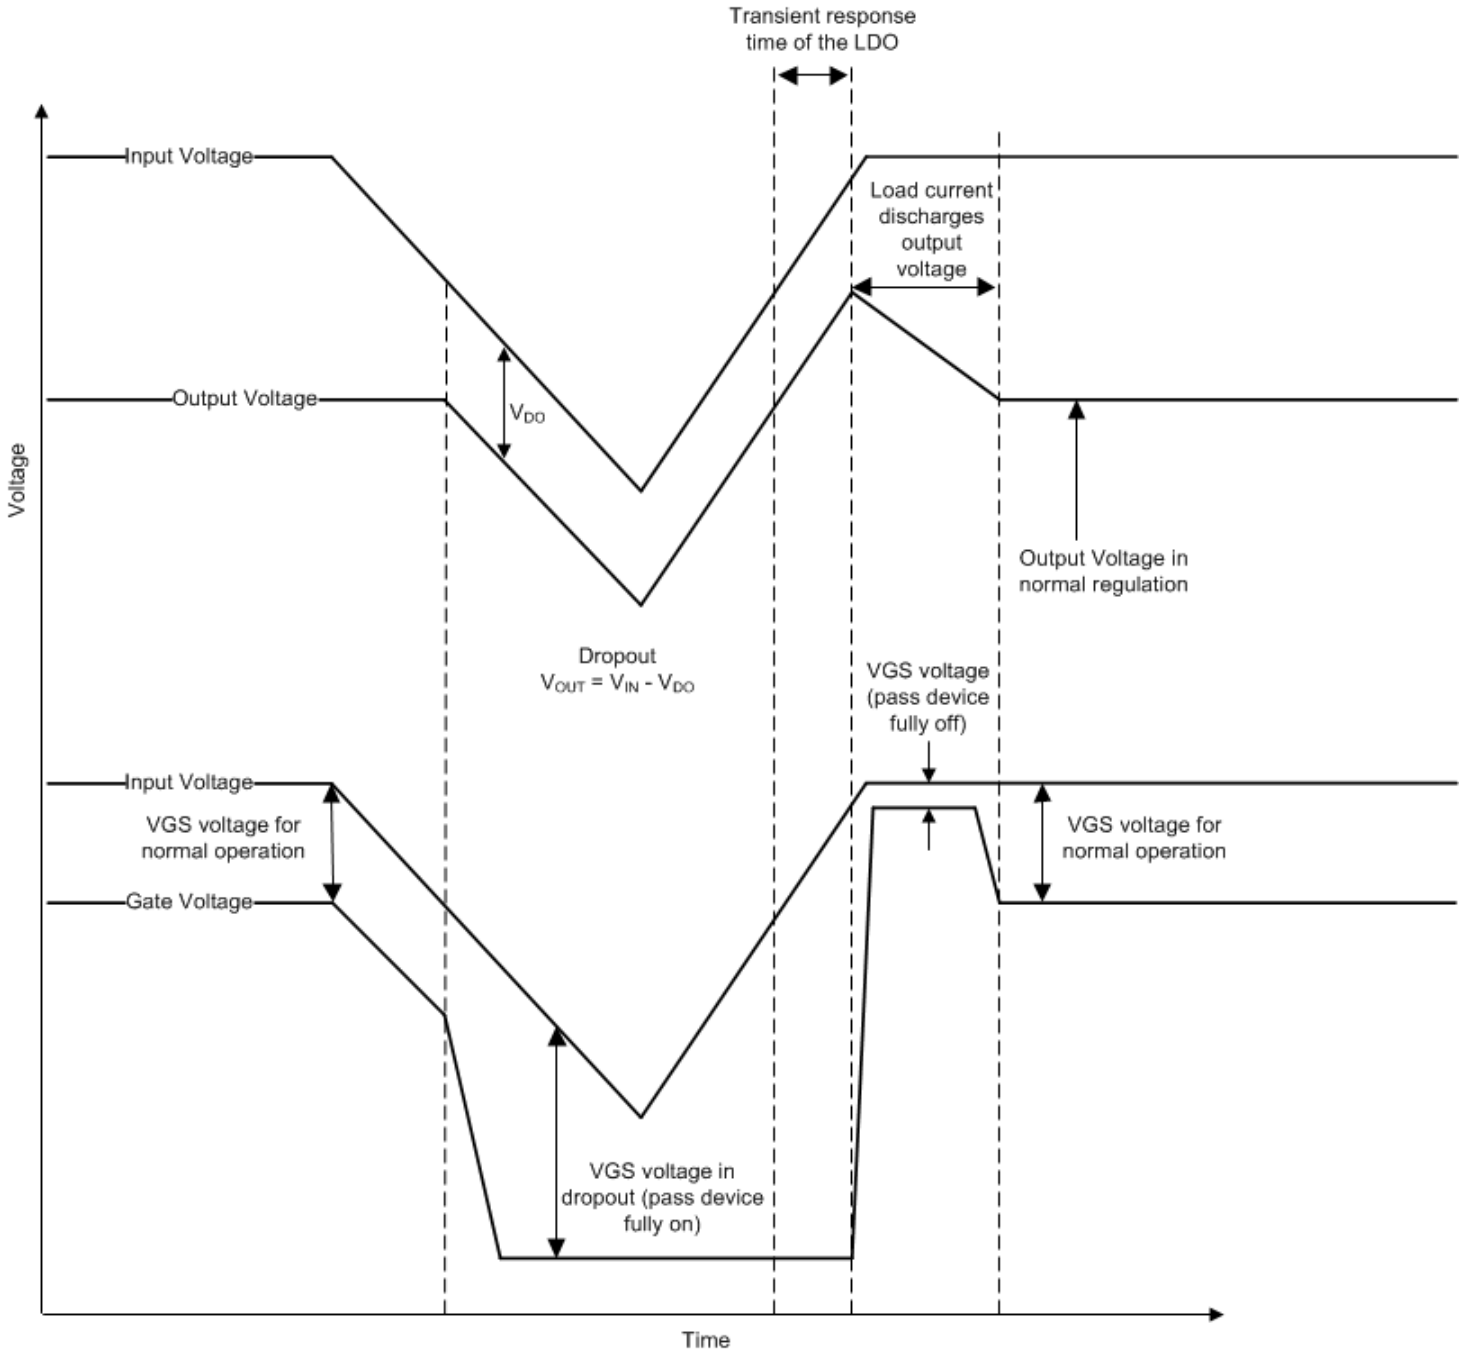 Transient response
time of the LDO
Input Voltage
Load current
discharges
output
voltage
Output Voltage
VDO
Voltage
Output Voltage in
normal regulation
Dropout
VOUT = VIN - VDO
VGS voltage
(pass device
fully off)
Input Voltage
VGS voltage for
normal operation
VGS voltage for
normal operation
Gate Voltage
VGS voltage in
dropout (pass device
fully on)
Time